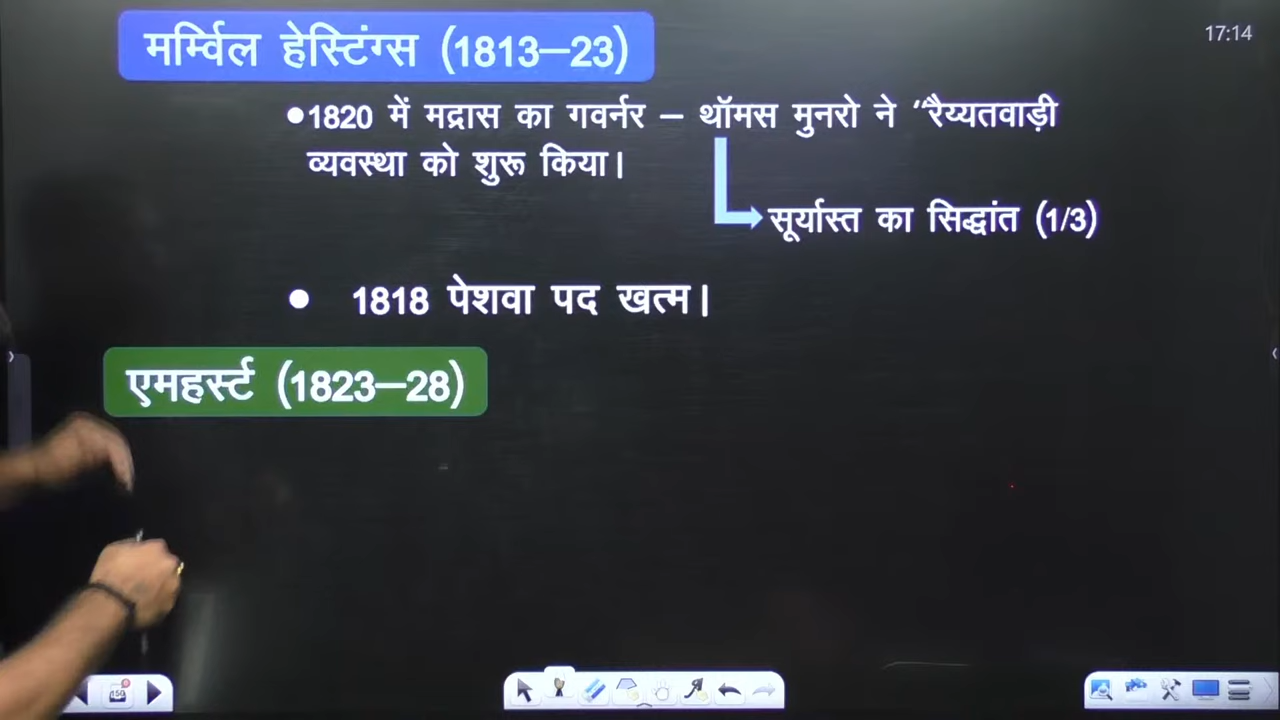 17:14
मर्म्विल हेस्टिंग्स (1813–23)
•1820 में मद्रास का गवर्नर – थॉमस मुनरो ने “रैय्यतवाड़ी
व्यवस्था को शुरू किया।
सूर्यास्त का सिद्धांत (1/3)
• 1818 पेशवा पद खत्म।
एमहर्स्ट (1823–28)
150